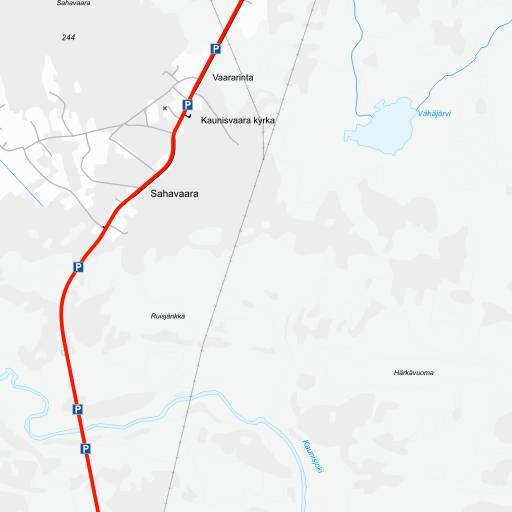 Sahavaara
244
P
Vaararinta
P
Kaunisvaara kyrka
Vähäjärvi
Sahavaara
P
Ruisjänkkä
Härkävuoma
P
Kaunisjoki
P